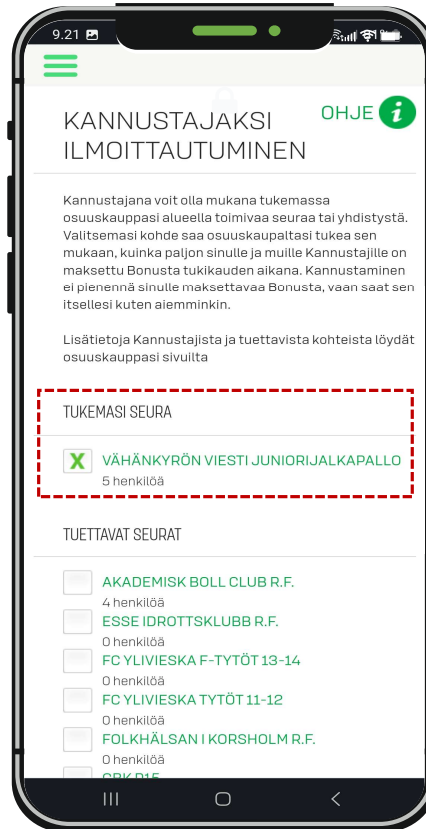 9.21
KANNUSTAJAKSI
ILMOITTAUTUMINEN
OHJE i
Kannustajana voit olla mukana tukemassa
osuuskauppasi alueella toimivaa seuraa tai yhdistystä.
Valitsemasi kohde saa osuuskaupaltasi tukea sen
mukaan, kuinka paljon sinulle ja muille Kannustajille on
maksettu Bonusta tukikauden aikana. Kannustaminen
ei pienennä sinulle maksettavaa Bonusta, vaan saat sen
itsellesi kuten aiemminkin.
Lisätietoja Kannustajista ja tuettavista kohteista löydät
osuuskauppasi sivuilta
TUKEMASI SEURA
X VÄHÄNKYRÖN VIESTI JUNIORIJALKAPALLO
5 henkilöä
TUETTAVAT SEURAT
AKADEMISK BOLL CLUB R.F.
4 henkilöä
ESSE IDROTTSKLUBB R.F.
0 henkilöä
FC YLIVIESKA F-TYTÖT 13-14
0 henkilöä
FC YLIVIESKA TYTÖT 11-12
0 henkilöä
FOLKHÄLSAN I KORSHOLM R.F.
0 henkilöä